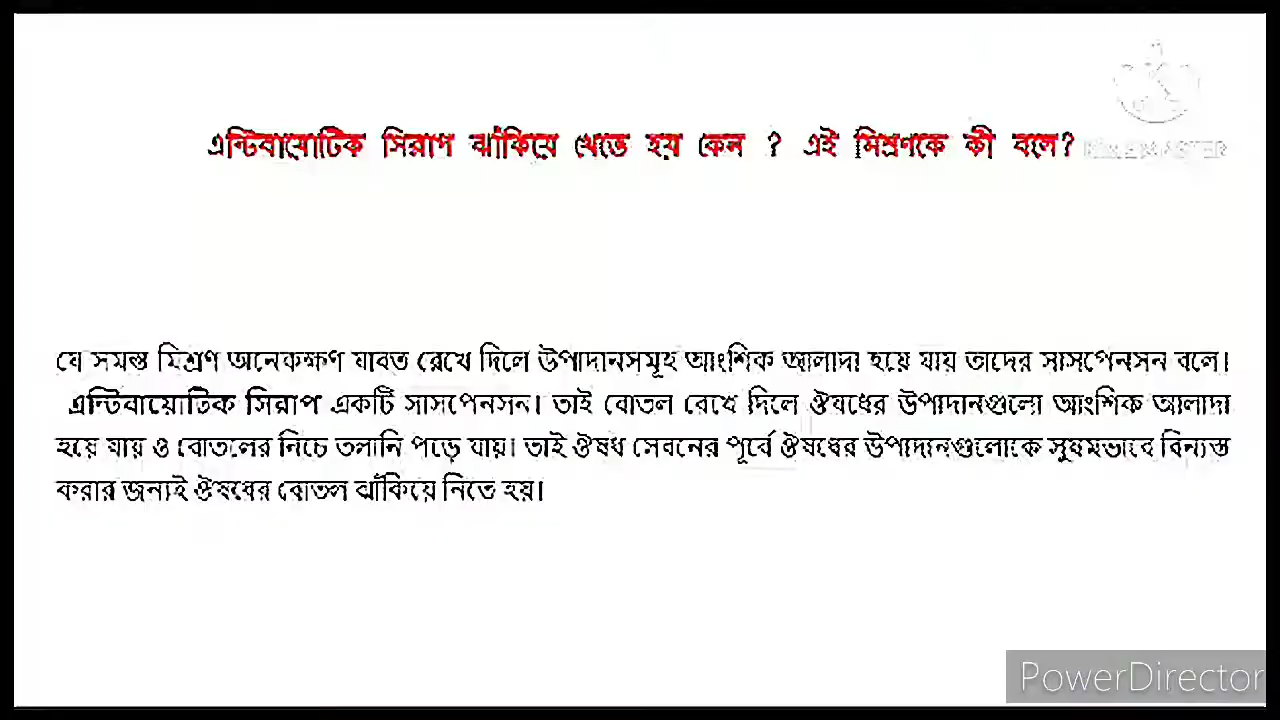 এন্টিবায়োটিক সিরাপ ঝাঁকিয়ে খেতে হয় কেন ? এই মিশ্রণকে কী বলে?
KINEMASTER
যে সমস্ত মিশ্রণ অনেকক্ষণ যাবত রেখে দিলে উপাদানসমূহ আংশিক আলাদা হয়ে যায় তাদের সাসপেনসন বলে।
এন্টিবায়োটিক সিরাপ একটি সাসপেনসন। তাই বোতল রেখে দিলে ঔষধের উপাদানগুলো আংশিক আলাদা
হয়ে যায় ও বোতলের নিচে তলানি পড়ে যায়। তাই ঔষধ সেবনের পূর্বে ঔষধের উপাদানগুলোকে সুষমভাবে বিন্যস্ত
করার জন্যই ঔষধের বোতল ঝাঁকিয়ে নিতে হয়।
PowerDirector